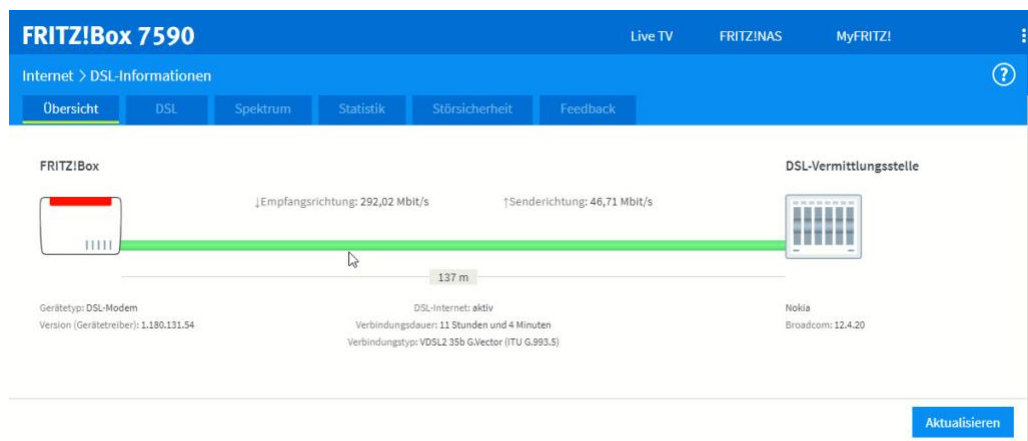 FRITZ!Box 7590
Live TV FRITZ!NAS MyFRITZ!
Internet > DSL-Informationen
Übersicht DSL Spektrum Statistik Störsicherheit Feedback
FRITZ!Box
DSL-Vermittlungsstelle
↓Empfangsrichtung: 292,02 Mbit/s ↑Senderichtung: 46,71 Mbit/s
137 m
Gerätetyp: DSL-Modem
Version (Gerätetreiber): 1.180.131.54
DSL-Internet: aktiv
Verbindungsdauer: 11 Stunden und 4 Minuten
Verbindungstyp: VDSL2 35b G.Vector (ITU G.993.5)
Nokia
Broadcom: 12.4.20
Aktualisieren